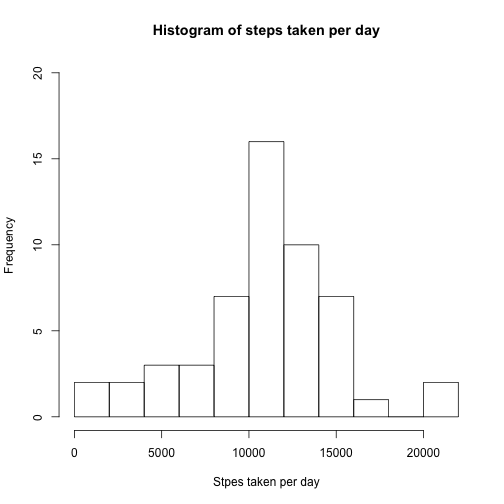 Histogram of steps taken per day
20
15
10
5
0
Frequency
0 5000 10000 15000 20000
Stpes taken per day